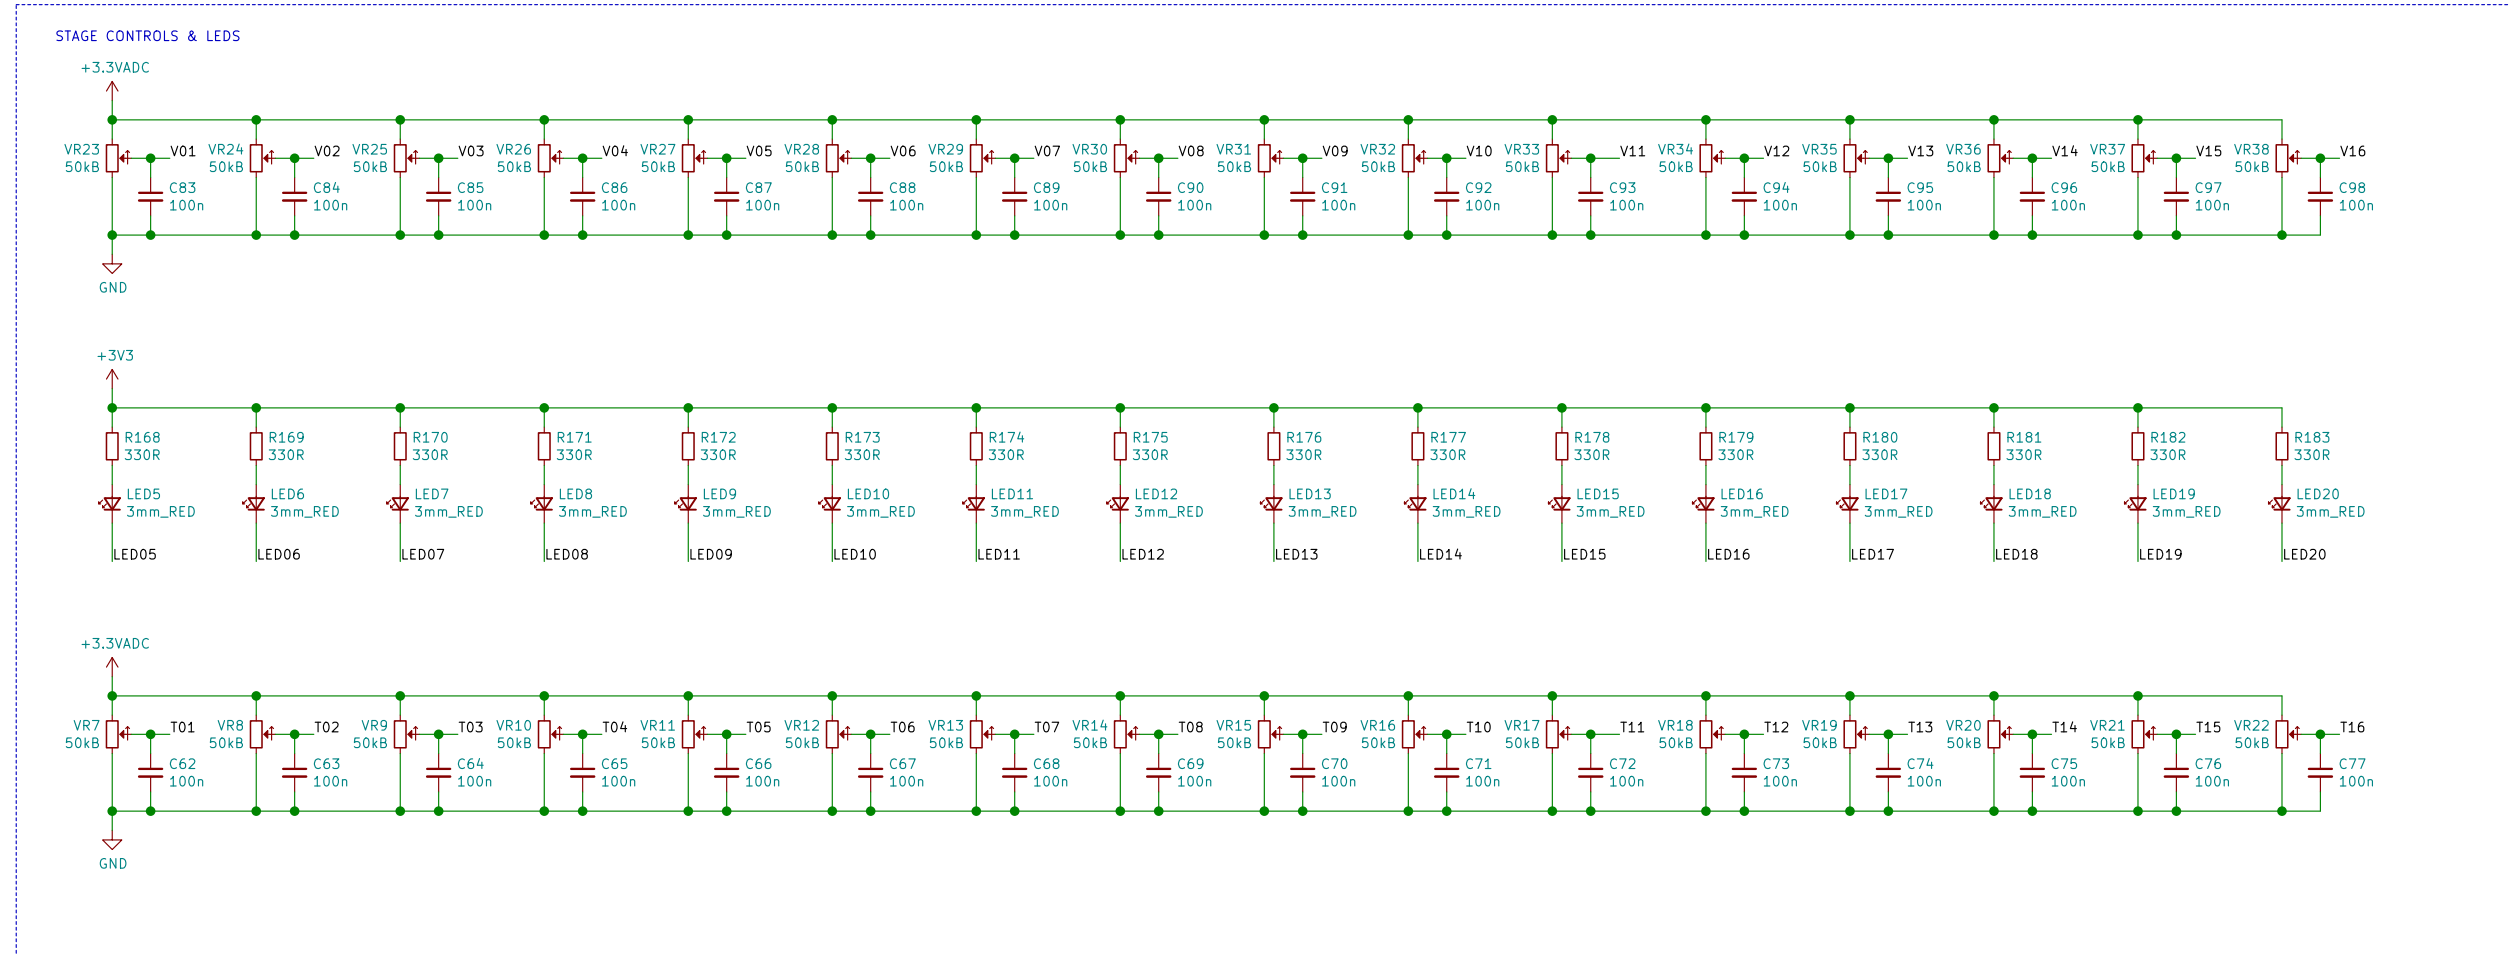 STAGE CONTROLS & LEDS
+3.3VADC
VR23 V01 VR24 V02 VR25 V03 VR26 V04 VR27 V05 VR28 V06 VR29 V07 VR30 V08 VR31 V09 VR32 V10 VR33 V11 VR34 V12 VR35 V13 VR36 V14 VR37 V15 VR38 V16
50kB 50kB 50kB 50kB 50kB 50kB 50kB 50kB 50kB 50kB 50kB 50kB 50kB 50kB 50kB 50kB
C83 C84 C85 C86 C87 C88 C89 C90 C91 C92 C93 C94 C95 C96 C97 C98
100n 100n 100n 100n 100n 100n 100n 100n 100n 100n 100n 100n 100n 100n 100n 100n
GND
+3V3
R168 R169 R170 R171 R172 R173 R174 R175 R176 R177 R178 R179 R180 R181 R182 R183
330R 330R 330R 330R 330R 330R 330R 330R 330R 330R 330R 330R 330R 330R 330R 330R
LED5 LED6 LED7 LED8 LED9 LED10 LED11 LED12 LED13 LED14 LED15 LED16 LED17 LED18 LED19 LED20
3mm_RED 3mm_RED 3mm_RED 3mm_RED 3mm_RED 3mm_RED 3mm_RED 3mm_RED 3mm_RED 3mm_RED 3mm_RED 3mm_RED 3mm_RED 3mm_RED 3mm_RED 3mm_RED
LED05 LED06 LED07 LED08 LED09 LED10 LED11 LED12 LED13 LED14 LED15 LED16 LED17 LED18 LED19 LED20
+3.3VADC
VR7 T01 VR8 T02 VR9 T03 VR10 T04 VR11 T05 VR12 T06 VR13 T07 VR14 T08 VR15 T09 VR16 T10 VR17 T11 VR18 T12 VR19 T13 VR20 T14 VR21 T15 VR22 T16
50kB 50kB 50kB 50kB 50kB 50kB 50kB 50kB 50kB 50kB 50kB 50kB 50kB 50kB 50kB 50kB
C62 C63 C64 C65 C66 C67 C68 C69 C70 C71 C72 C73 C74 C75 C76 C77
100n 100n 100n 100n 100n 100n 100n 100n 100n 100n 100n 100n 100n 100n 100n 100n
GND